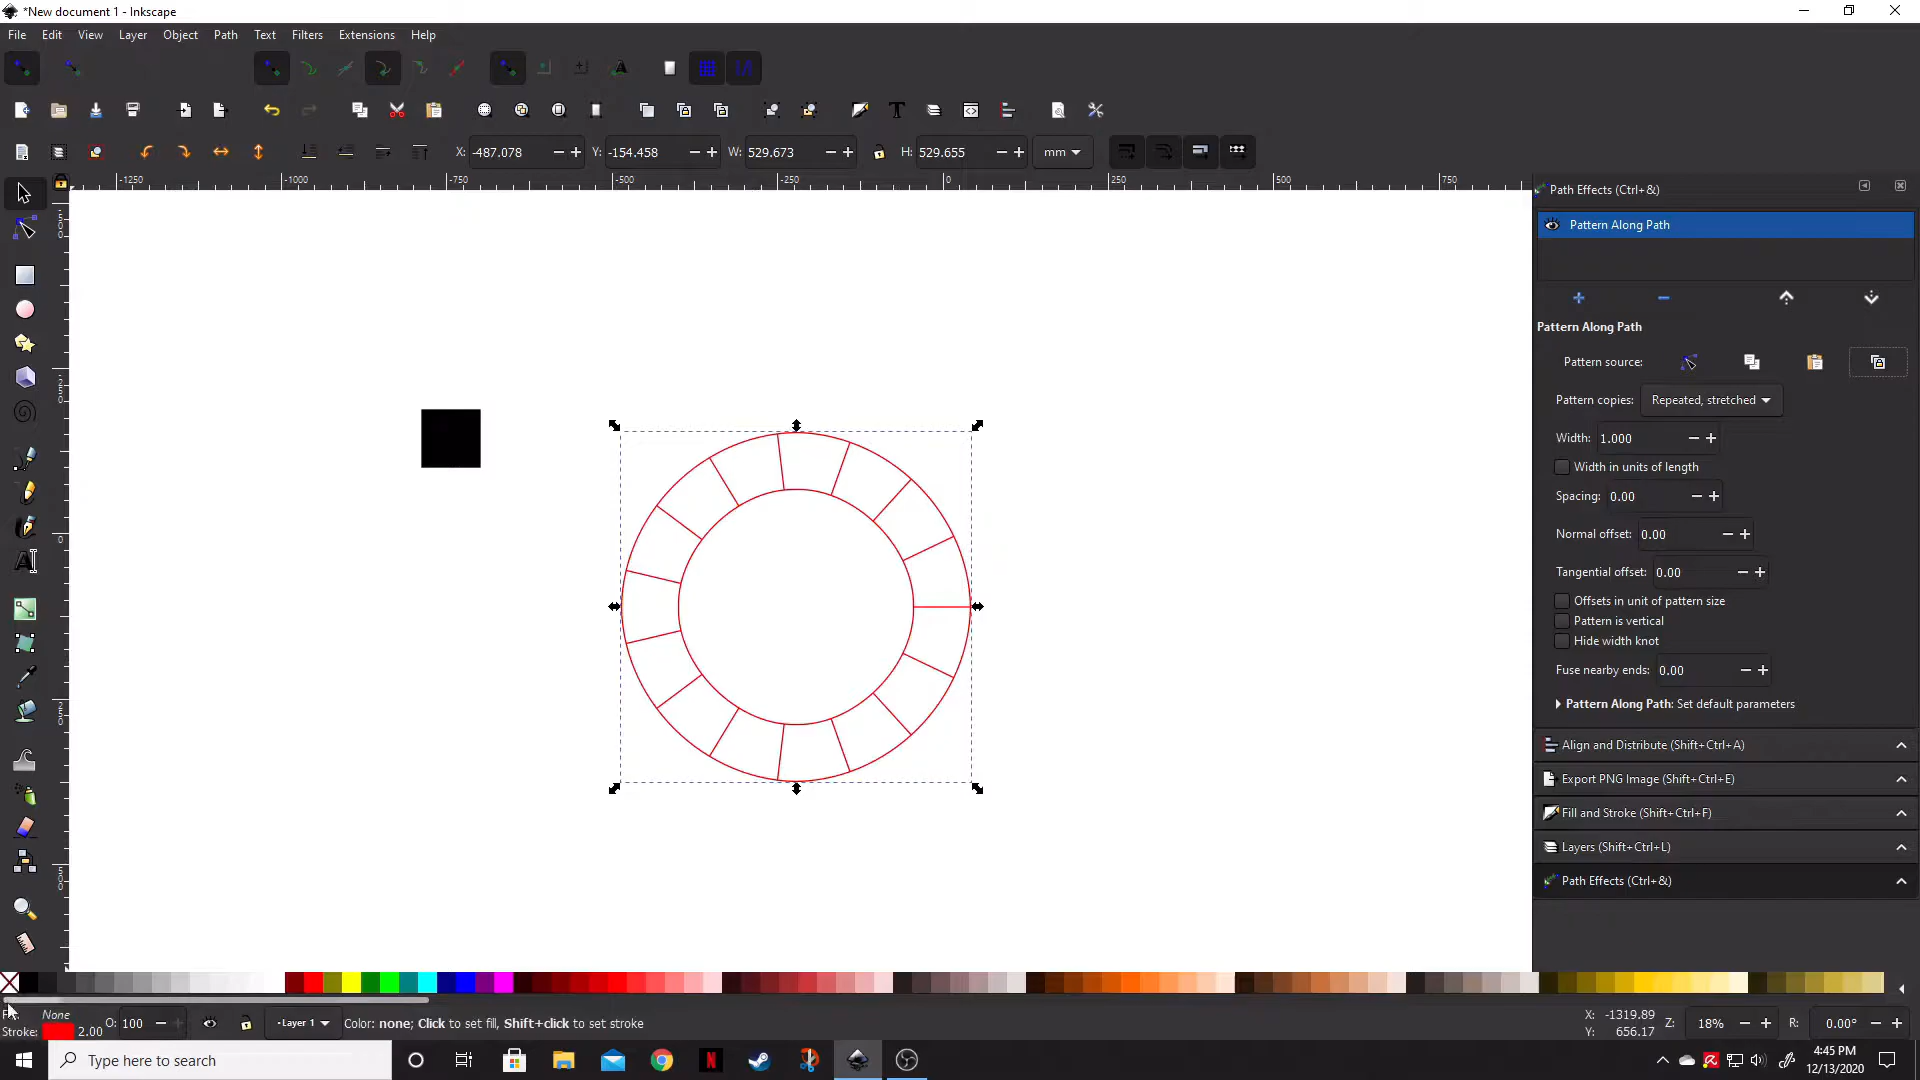 *New document 1 - Inkscape
File Edit View Layer Object Path Text Filters Extensions Help
X: -487.078 Y: -154.458 W: 529.673 H: 529.655 mm
-1250 -1000 -750 -500 -250 0 250 500 750
Path Effects (Ctrl+&)
Pattern Along Path
Pattern Along Path
Pattern source:
Pattern copies: Repeated, stretched
Width: 1.000
Width in units of length
Spacing: 0.00
Normal offset: 0.00
Tangential offset: 0.00
Offsets in unit of pattern size
Pattern is vertical
Hide width knot
Fuse nearby ends: 0.00
Pattern Along Path: Set default parameters
Align and Distribute (Shift+Ctrl+A)
Export PNG Image (Shift+Ctrl+E)
Fill and Stroke (Shift+Ctrl+F)
Layers (Shift+Ctrl+L)
Path Effects (Ctrl+&)
None
Stroke: 2.00 O: 100 Layer 1 Color: none; Click to set fill, Shift+click to set stroke
X: -1319.89
Y: 656.17
Z: 18% R: 0.00°
Type here to search
4:45 PM
12/13/2020